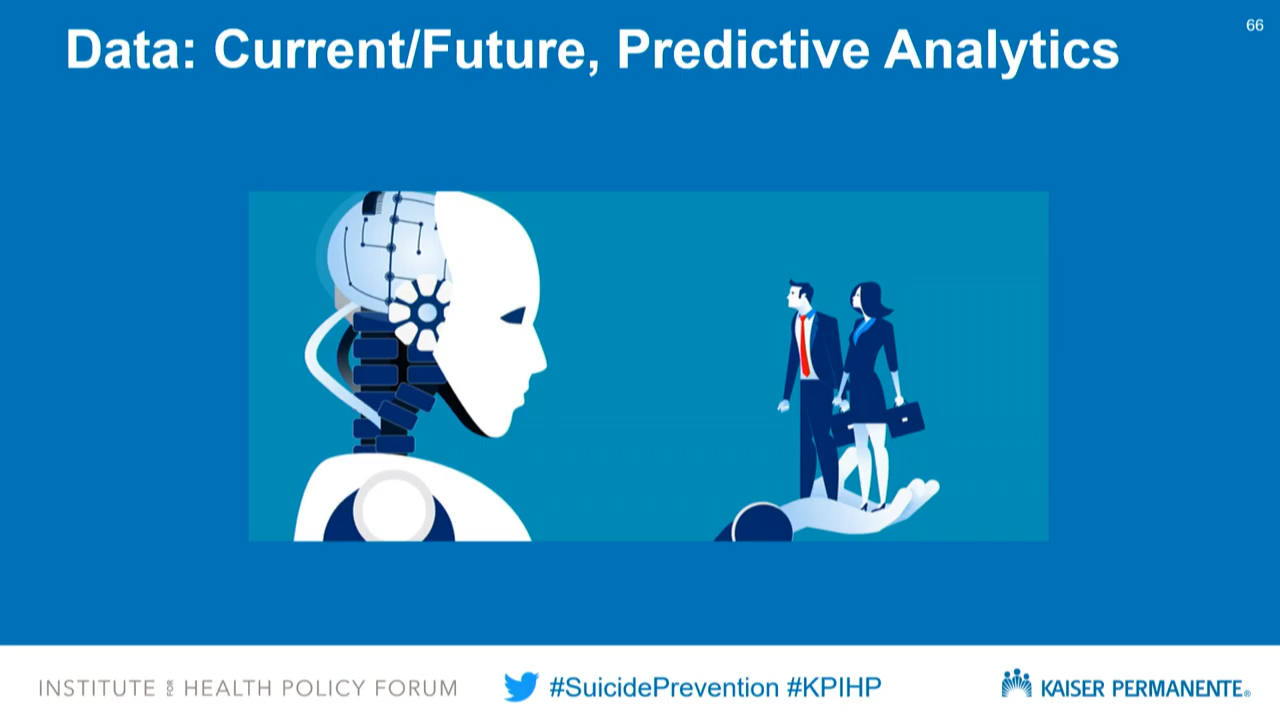 66
Data: Current/Future, Predictive Analytics
INSTITUTE FOR HEALTH POLICY FORUM
#SuicidePrevention #KPIHP
KAISER PERMANENTE®